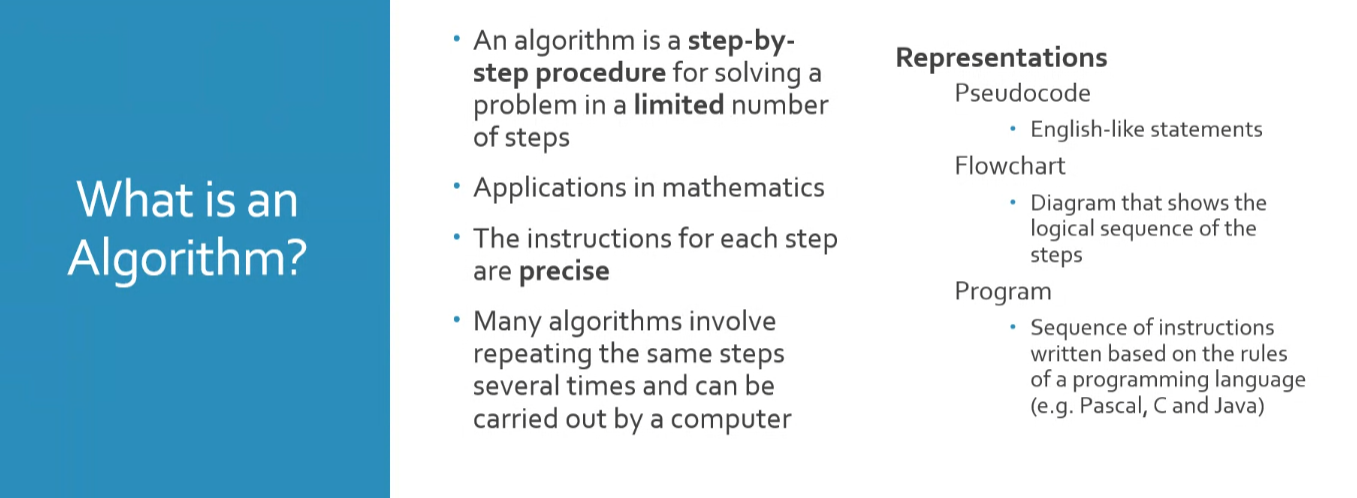 What is an
Algorithm?
• An algorithm is a step-by-
step procedure for solving a
problem in a limited number
of steps
• Applications in mathematics
• The instructions for each step
are precise
• Many algorithms involve
repeating the same steps
several times and can be
carried out by a computer
Representations
Pseudocode
• English-like statements
Flowchart
• Diagram that shows the
logical sequence of the
steps
Program
• Sequence of instructions
written based on the rules
of a programming language
(e.g. Pascal, C and Java)